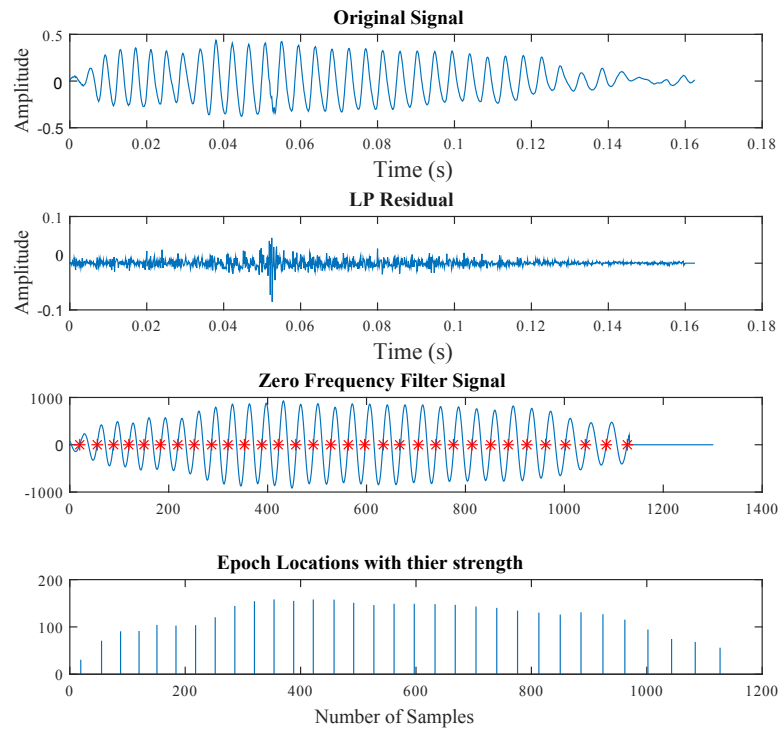 Original Signal
Amplitude
0.5
0
-0.5
0 0.02 0.04 0.06 0.08 0.1 0.12 0.14 0.16 0.18
Time (s)
LP Residual
Amplitude
0.1
0
-0.1
0 0.02 0.04 0.06 0.08 0.1 0.12 0.14 0.16 0.18
Time (s)
Zero Frequency Filter Signal
1000
0
-1000
0 200 400 600 800 1000 1200 1400
Epoch Locations with thier strength
200
100
0
0 200 400 600 800 1000 1200
Number of Samples